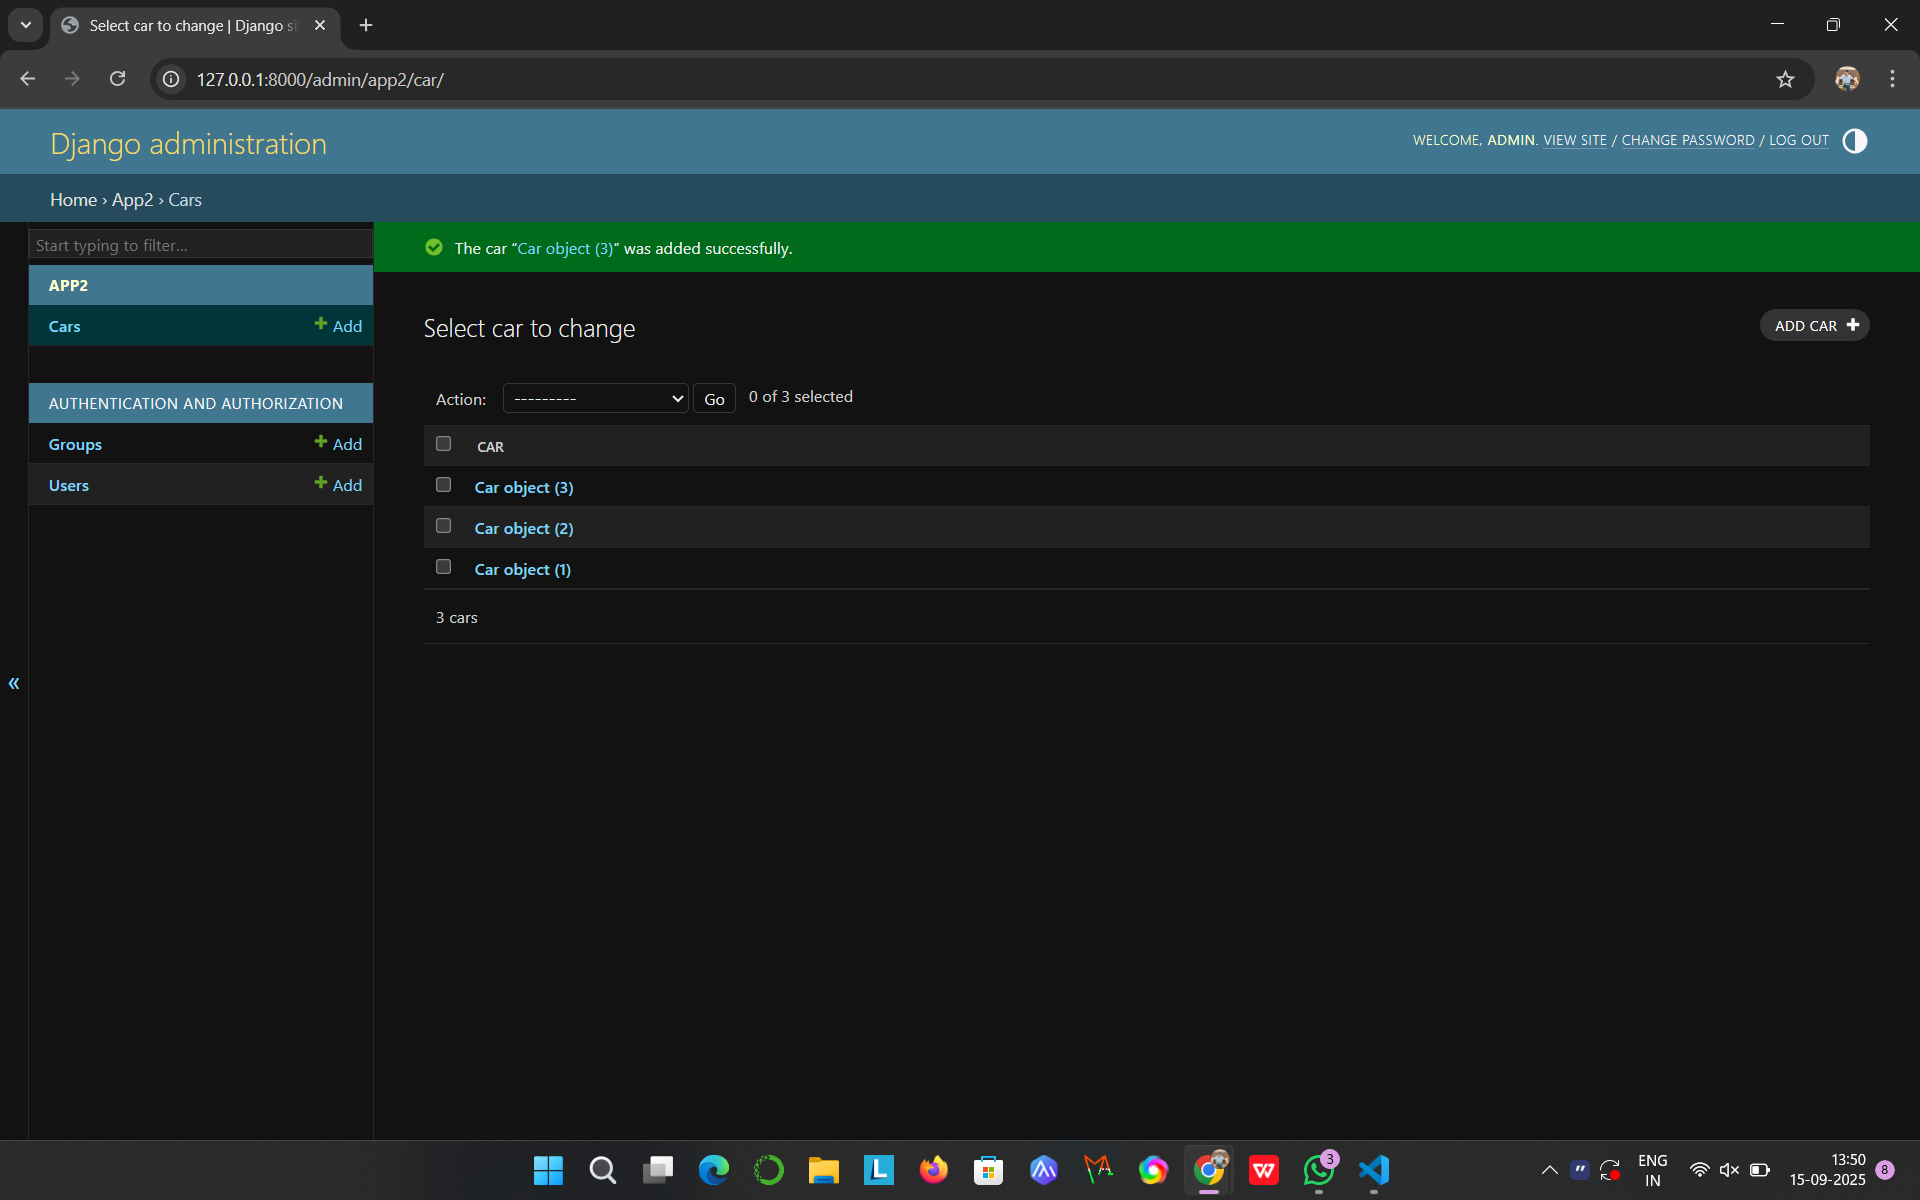 Select car to change | Django si
127.0.0.1:8000/admin/app2/car/
Django administration
WELCOME, ADMIN. VIEW SITE / CHANGE PASSWORD / LOG OUT
Home › App2 › Cars
Start typing to filter...
The car “Car object (3)” was added successfully.
APP2
Cars
Add
AUTHENTICATION AND AUTHORIZATION
Groups
Add
Users
Add
Select car to change
ADD CAR
Action: --------- Go 0 of 3 selected
CAR
Car object (3)
Car object (2)
Car object (1)
3 cars
«
L
W
3
ENG
IN
13:50
15-09-2025
8